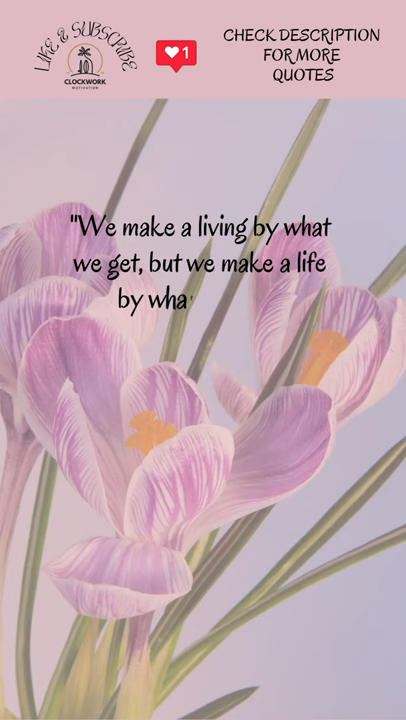 LIKE & SUBSCRIBE
CLOCKWORK
MOTIVATION
1
CHECK DESCRIPTION
FOR MORE
QUOTES
"We make a living by what
we get, but we make a life
by wha